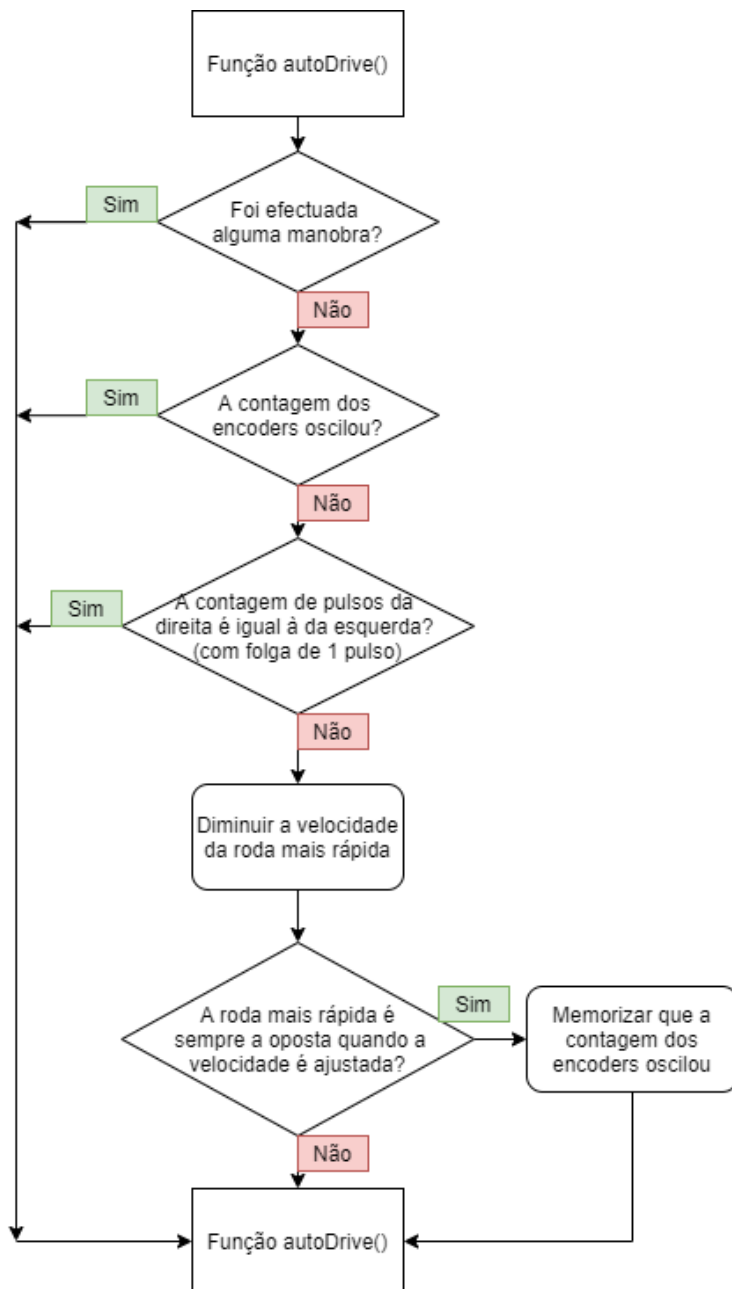 Função autoDrive()
Sim
Foi efectuada
alguma manobra?
Não
Sim
A contagem dos
encoders oscilou?
Não
Sim
A contagem de pulsos da
direita é igual à da esquerda?
(com folga de 1 pulso)
Não
Diminuir a velocidade
da roda mais rápida
A roda mais rápida é
sempre a oposta quando a
velocidade é ajustada?
Sim
Memorizar que a
contagem dos
encoders oscilou
Não
Função autoDrive()